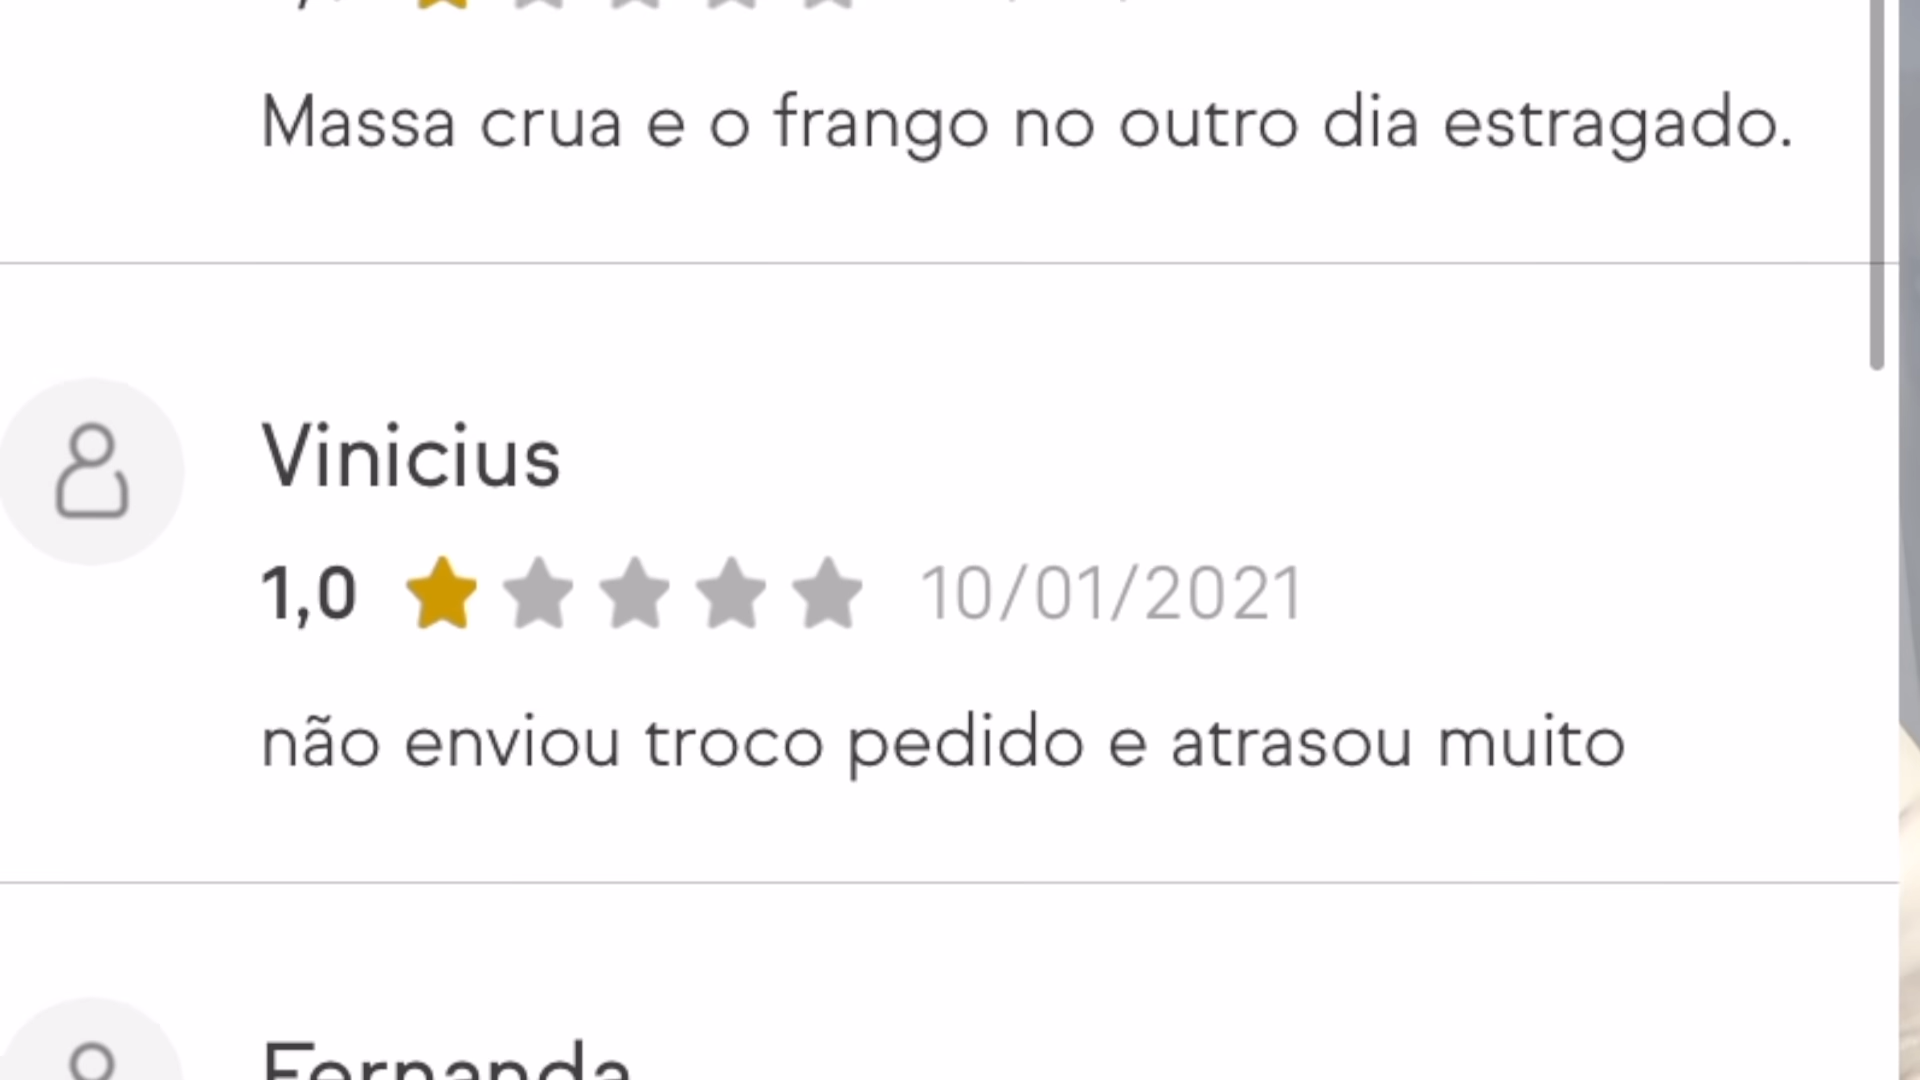 Massa crua e o frango no outro dia estragado.
Vinicius
1,0 10/01/2021
não enviou troco pedido e atrasou muito
Fernanda